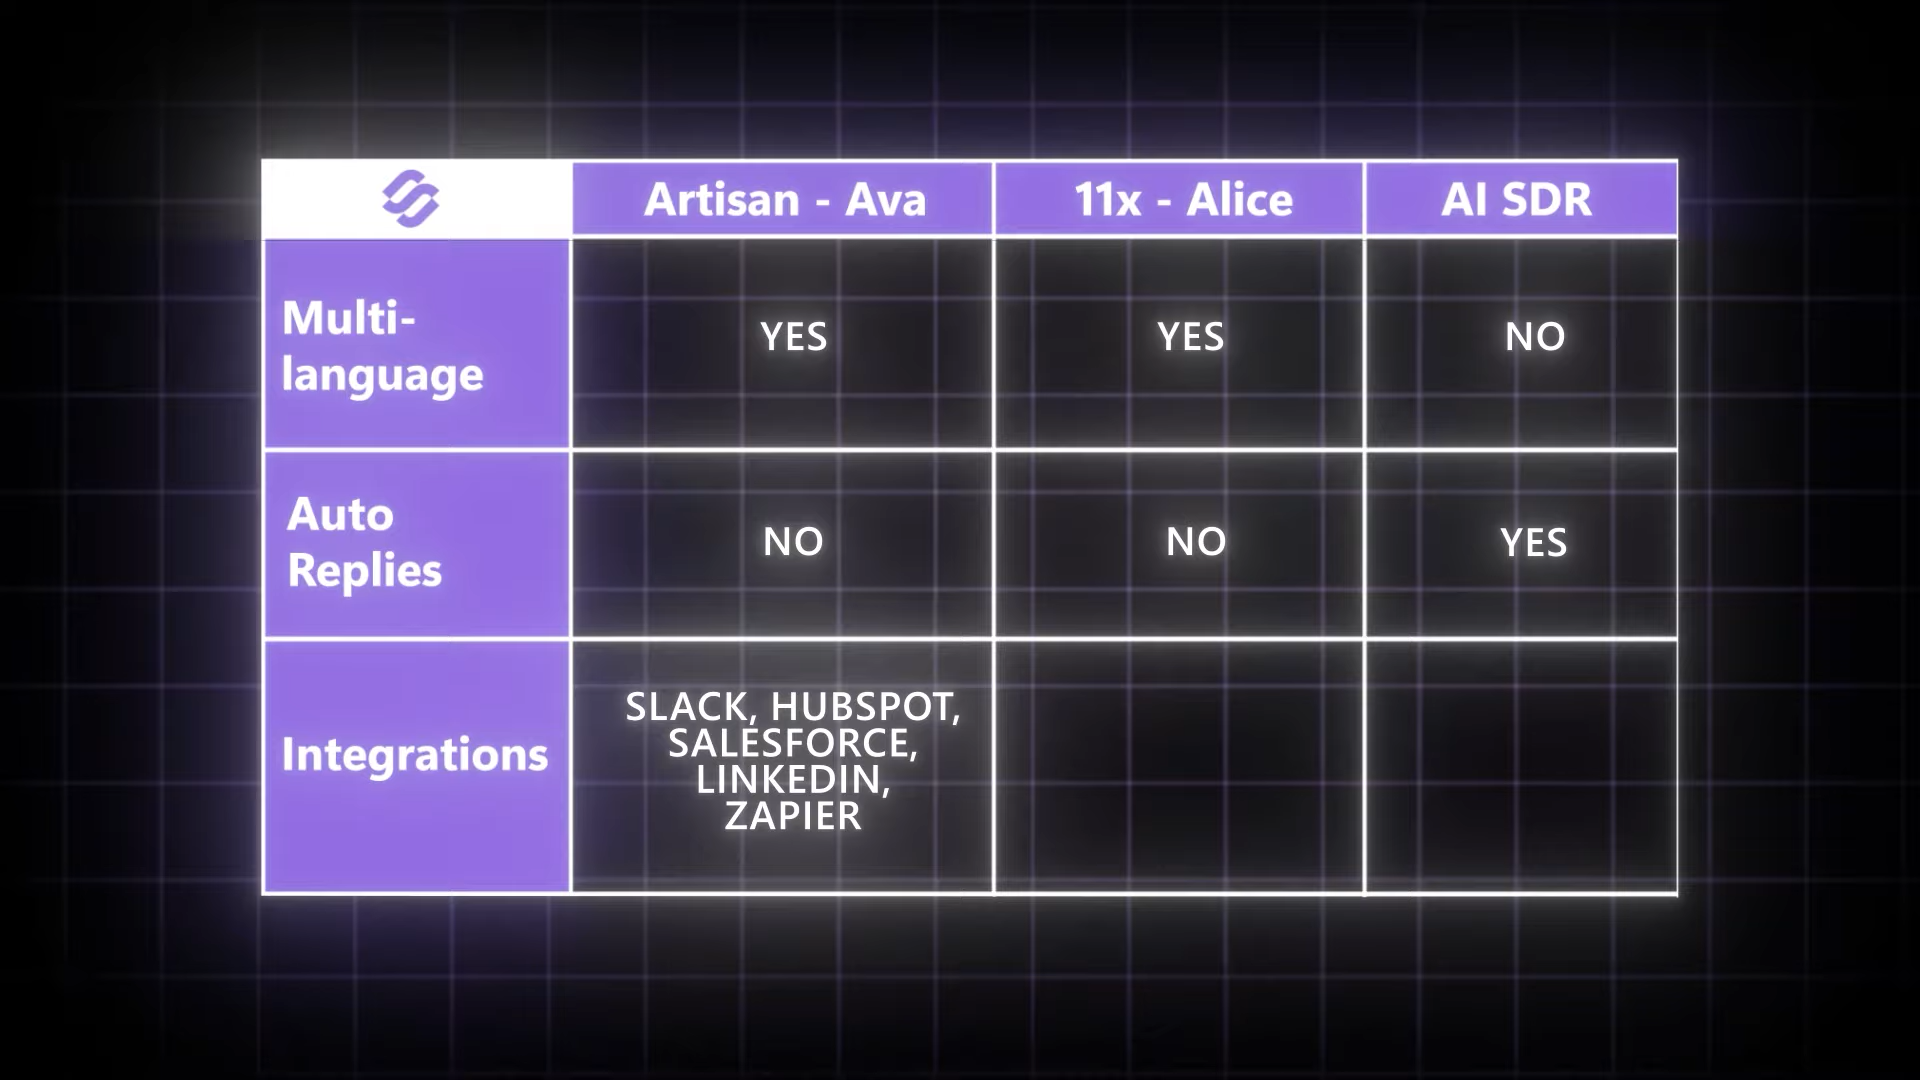 Artisan - Ava
11x - Alice
AI SDR
Multi-
language
YES
YES
NO
Auto
Replies
NO
NO
YES
Integrations
SLACK, HUBSPOT,
SALESFORCE,
LINKEDIN,
ZAPIER